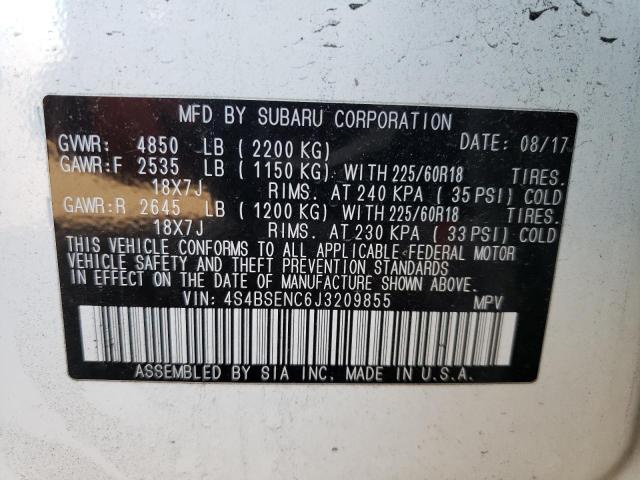 MFD BY SUBARU CORPORATION
GVWR: 4850 LB (2200 KG) DATE: 08/17
GAWR:F 2535 LB (1150 KG) WITH 225/60R18 TIRES.
18X7J RIMS. AT 240 KPA (35 PSI) COLD
GAWR:R 2645 LB (1200 KG) WITH 225/60R18 TIRES.
18X7J RIMS. AT 230 KPA (33 PSI) COLD
THIS VEHICLE CONFORMS TO ALL APPLICABLE FEDERAL MOTOR
VEHICLE SAFETY AND THEFT PREVENTION STANDARDS
IN EFFECT ON THE DATE OF MANUFACTURE SHOWN ABOVE.
VIN: 4S4BSENC6J3209855 MPV
ASSEMBLED BY SIA INC. MADE IN U.S.A.